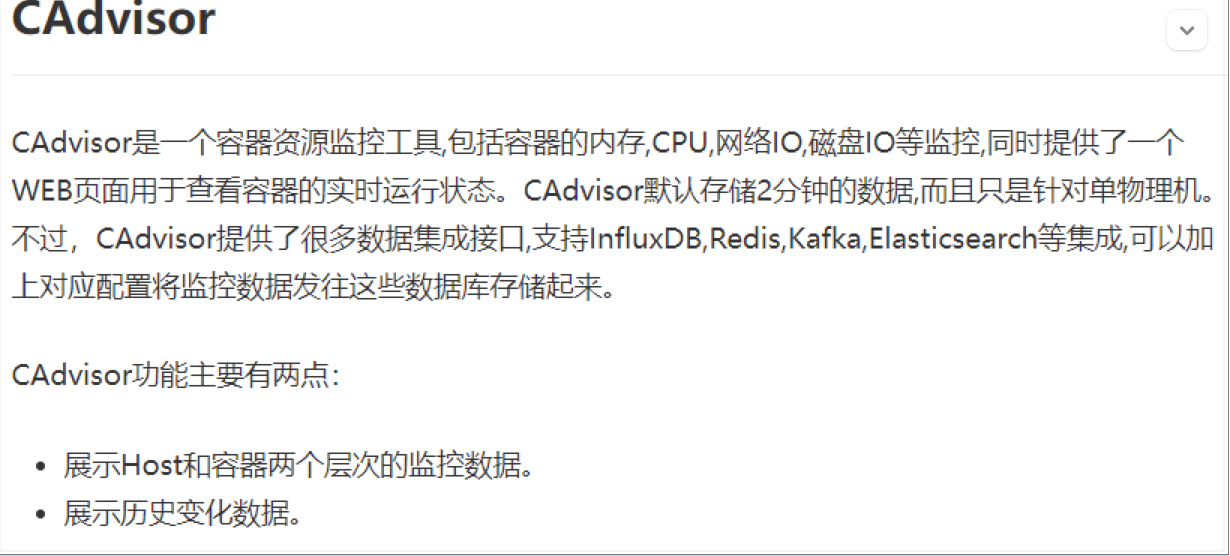 CAdvisor
CAdvisor是一个容器资源监控工具,包括容器的内存,CPU,网络IO,磁盘IO等监控,同时提供了一个
WEB页面用于查看容器的实时运行状态。CAdvisor默认存储2分钟的数据,而且只是针对单物理机。
不过，CAdvisor提供了很多数据集成接口,支持InfluxDB,Redis,Kafka,Elasticsearch等集成,可以加
上对应配置将监控数据发往这些数据库存储起来。
CAdvisor功能主要有两点：
• 展示Host和容器两个层次的监控数据。
• 展示历史变化数据。